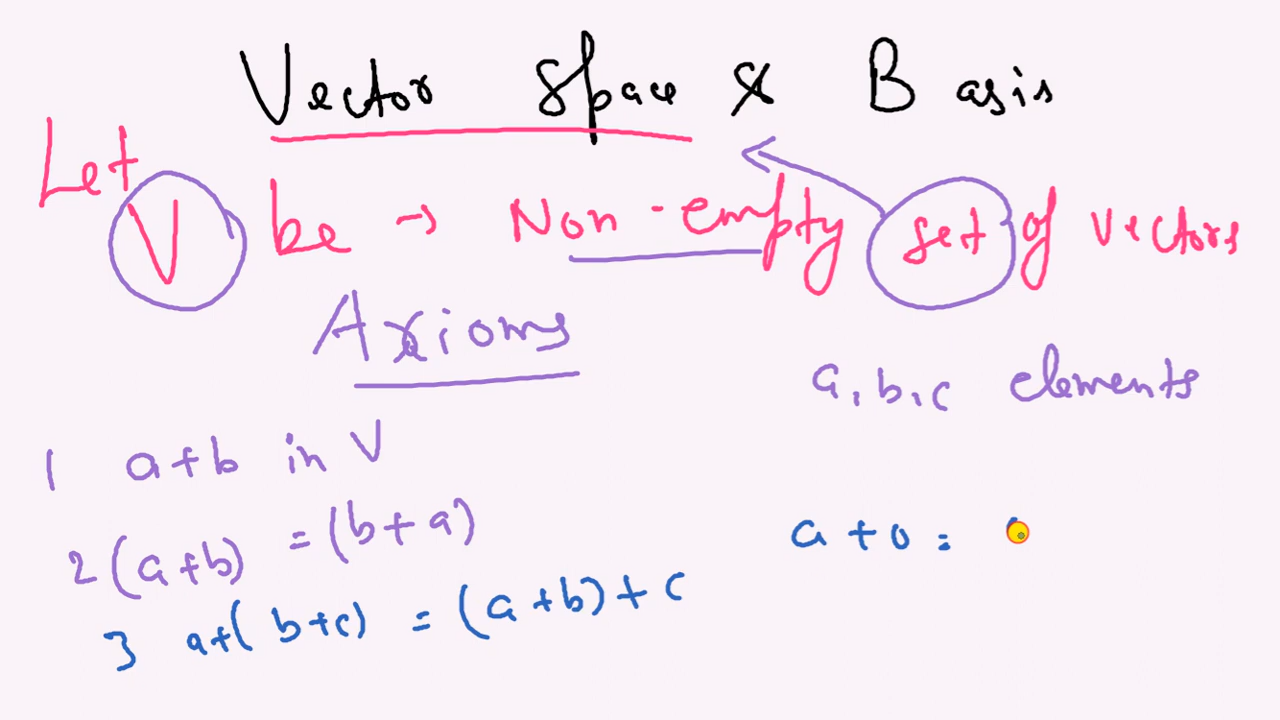 Vector Space & Basis
Let V be → Non-empty set of vectors
Axioms
a, b, c elements
1 a+b in V
2 (a+b) = (b+a)
a + 0 =
3 a+(b+c) = (a+b)+c